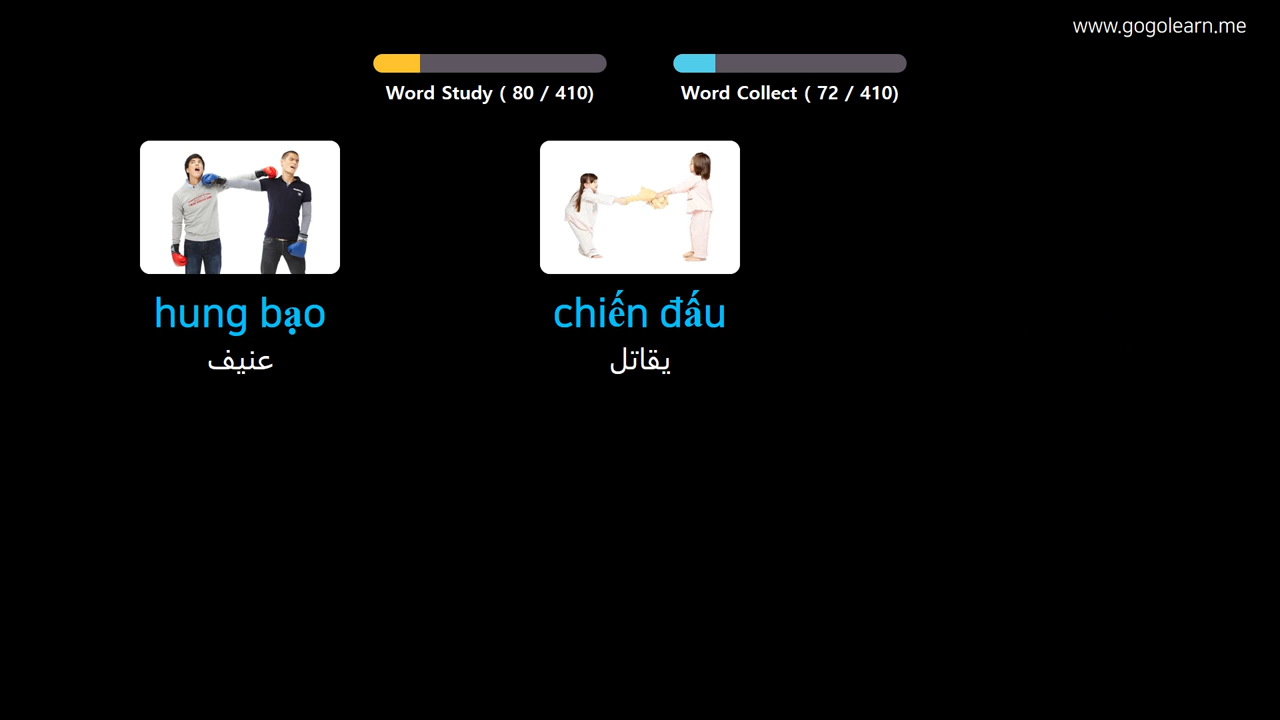 www.gogolearn.me
Word Study ( 80 / 410)
Word Collect ( 72 / 410)
hung bạo
عنيف
chiến đấu
يقاتل